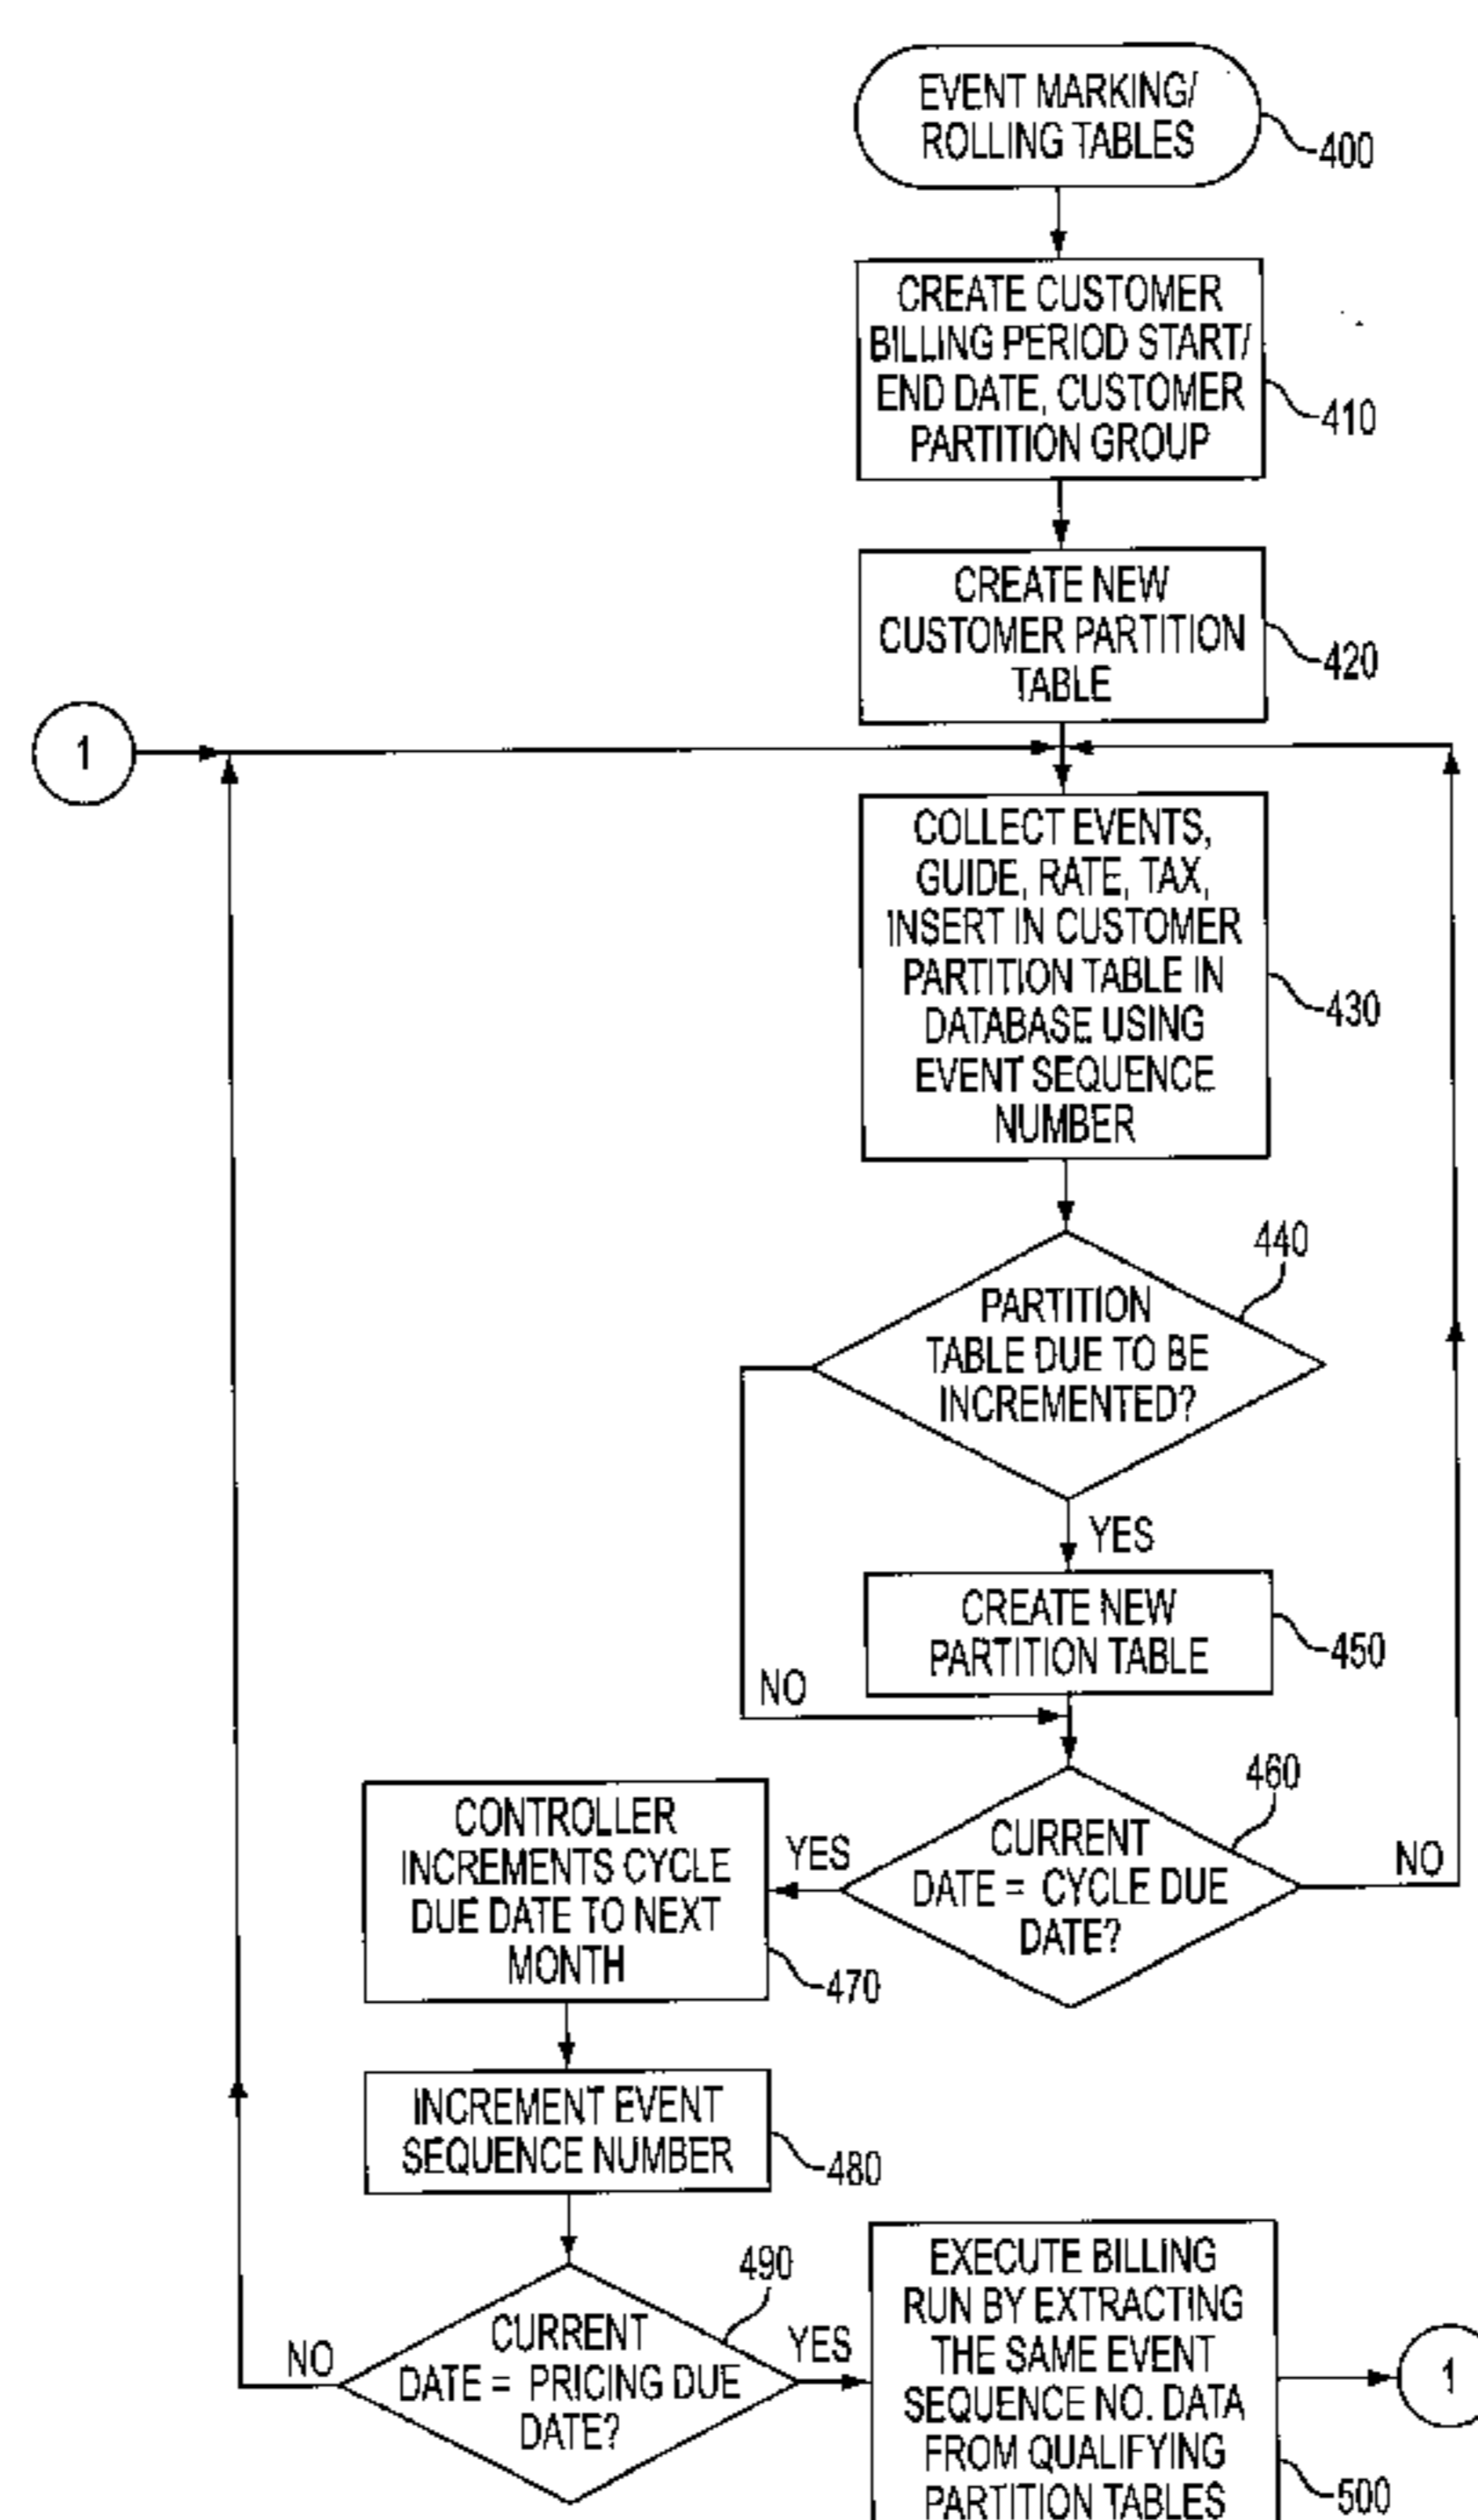 EVENT MARKING/
ROLLING TABLES
400
CREATE CUSTOMER
BILLING PERIOD START/
END DATE, CUSTOMER
PARTITION GROUP
410
CREATE NEW
CUSTOMER PARTITION
TABLE
420
1
COLLECT EVENTS,
GUIDE, RATE, TAX,
INSERT IN CUSTOMER
PARTITION TABLE IN
DATABASE USING
EVENT SEQUENCE
NUMBER
430
440
PARTITION
TABLE DUE TO BE
INCREMENTED?
YES
CREATE NEW
PARTITION TABLE
450
NO
460
CURRENT
DATE = CYCLE DUE
DATE?
NO
YES
CONTROLLER
INCREMENTS CYCLE
DUE DATE TO NEXT
MONTH
470
INCREMENT EVENT
SEQUENCE NUMBER
480
490
CURRENT
DATE = PRICING DUE
DATE?
NO
YES
EXECUTE BILLING
RUN BY EXTRACTING
THE SAME EVENT
SEQUENCE NO. DATA
FROM QUALIFYING
PARTITION TABLES
500
1